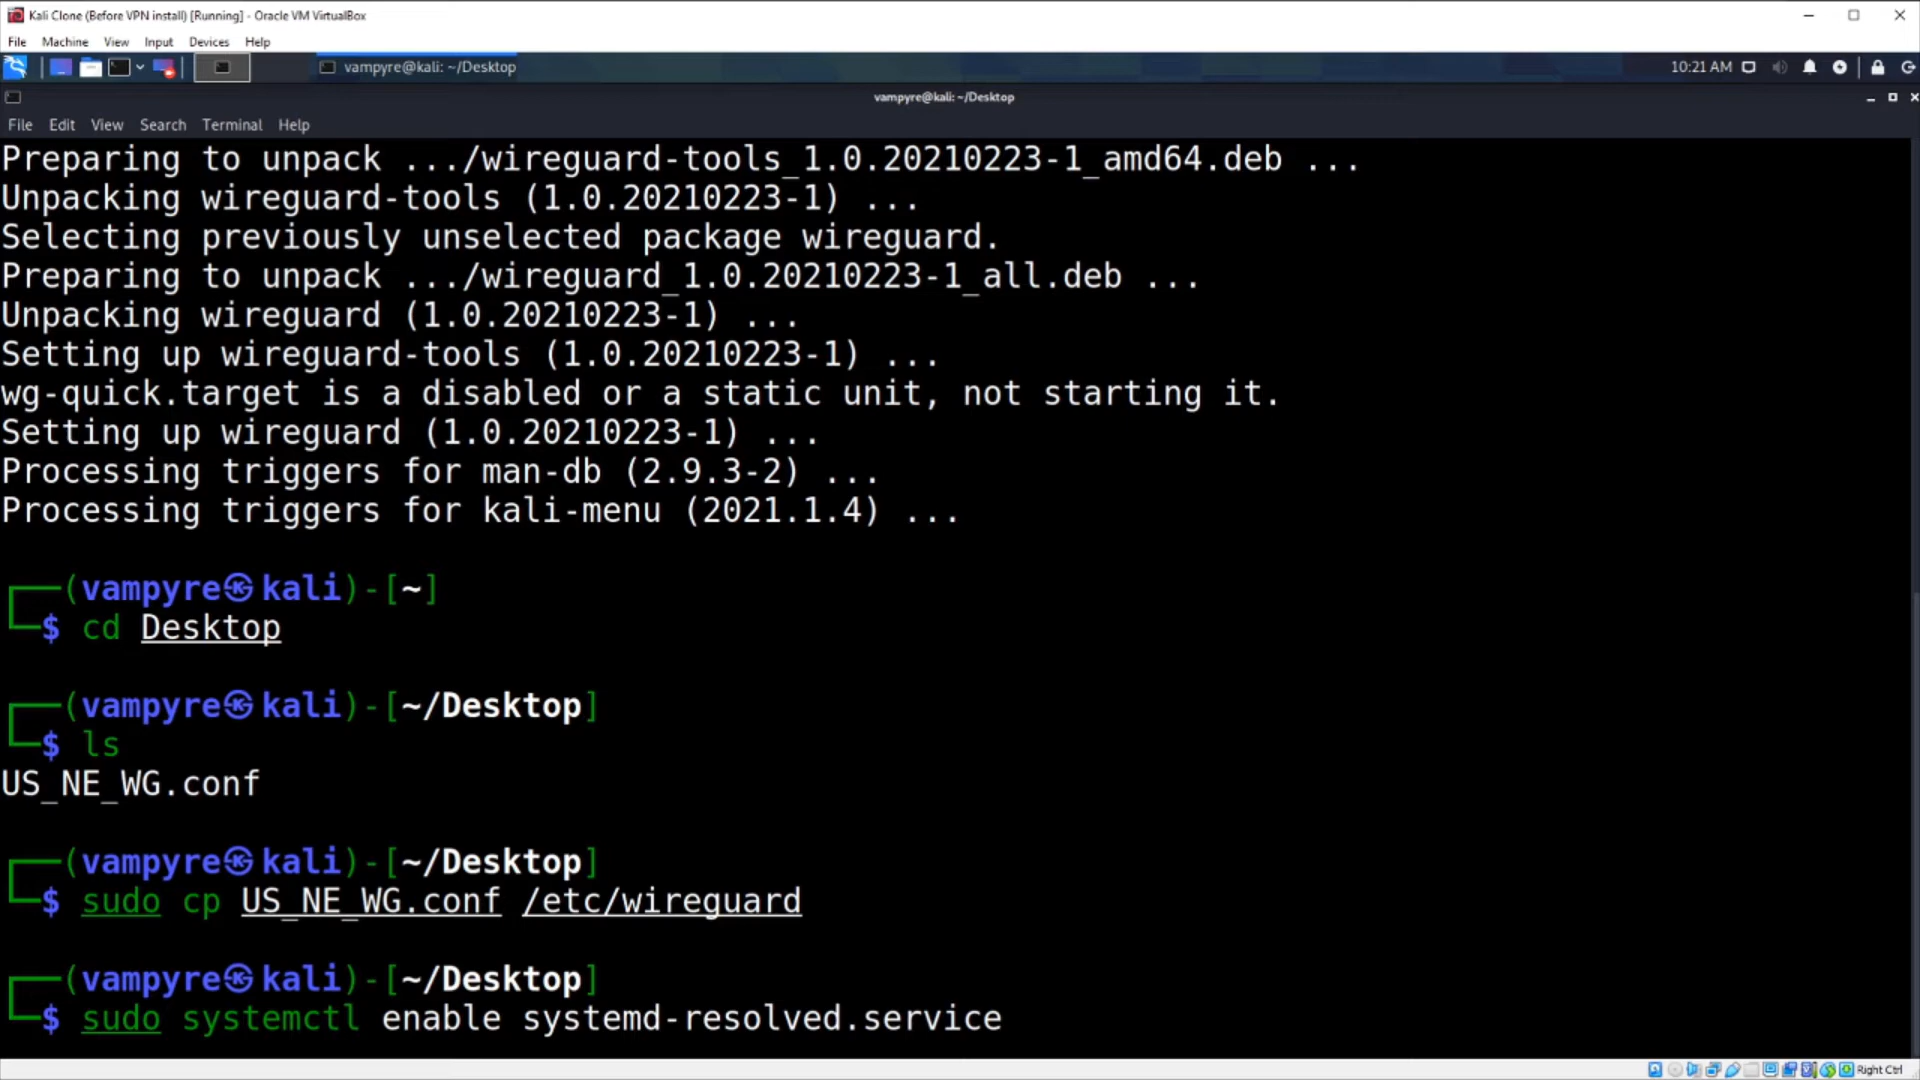 Kali Clone (Before VPN install) [Running] - Oracle VM VirtualBox
File Machine View Input Devices Help
vampyre@kali: ~/Desktop
10:21 AM
vampyre@kali: ~/Desktop
File Edit View Search Terminal Help
Preparing to unpack .../wireguard-tools_1.0.20210223-1_amd64.deb ...
Unpacking wireguard-tools (1.0.20210223-1) ...
Selecting previously unselected package wireguard.
Preparing to unpack .../wireguard_1.0.20210223-1_all.deb ...
Unpacking wireguard (1.0.20210223-1) ...
Setting up wireguard-tools (1.0.20210223-1) ...
wg-quick.target is a disabled or a static unit, not starting it.
Setting up wireguard (1.0.20210223-1) ...
Processing triggers for man-db (2.9.3-2) ...
Processing triggers for kali-menu (2021.1.4) ...
┌──(vampyre㉿kali)-[~]
└─$ cd Desktop
┌──(vampyre㉿kali)-[~/Desktop]
└─$ ls
US_NE_WG.conf
┌──(vampyre㉿kali)-[~/Desktop]
└─$ sudo cp US_NE_WG.conf /etc/wireguard
┌──(vampyre㉿kali)-[~/Desktop]
└─$ sudo systemctl enable systemd-resolved.service
Right Ctrl